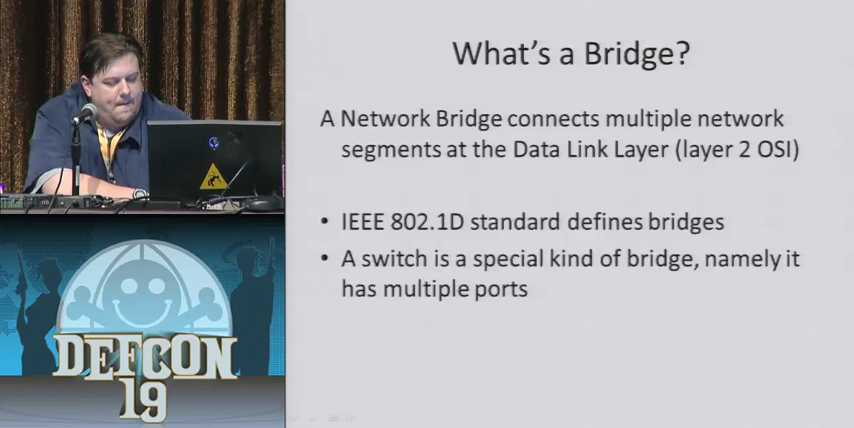 What's a Bridge?
A Network Bridge connects multiple network
segments at the Data Link Layer (layer 2 OSI)
• IEEE 802.1D standard defines bridges
• A switch is a special kind of bridge, namely it
has multiple ports
DEFCON
19